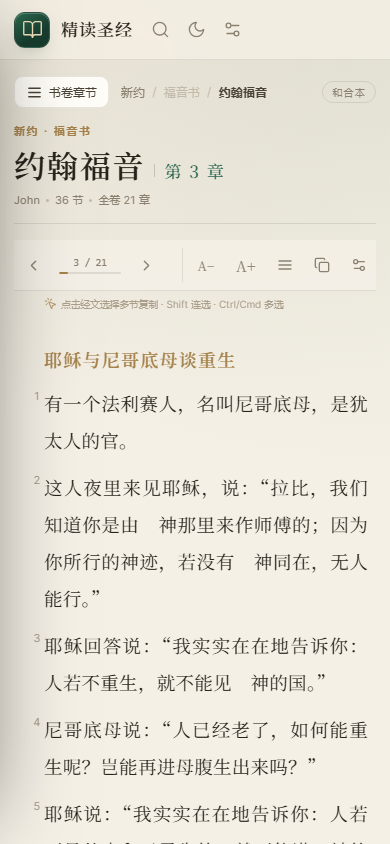 精读圣经
书卷章节 新约 / 福音书 / 约翰福音 和合本
新约 · 福音书
约翰福音 第 3 章
John • 36 节 • 全卷 21 章
3 / 21 A− A+
点击经文选择多节复制 · Shift 连选 · Ctrl/Cmd 多选
耶稣与尼哥底母谈重生
1 有一个法利赛人，名叫尼哥底母，是犹
太人的官。
2 这人夜里来见耶稣，说：“拉比，我们
知道你是由　神那里来作师傅的；因为
你所行的神迹，若没有　神同在，无人
能行。”
3 耶稣回答说：“我实实在在地告诉你：
人若不重生，就不能见　神的国。”
4 尼哥底母说：“人已经老了，如何能重
生呢？岂能再进母腹生出来吗？”
5 耶稣说：“我实实在在地告诉你：人若